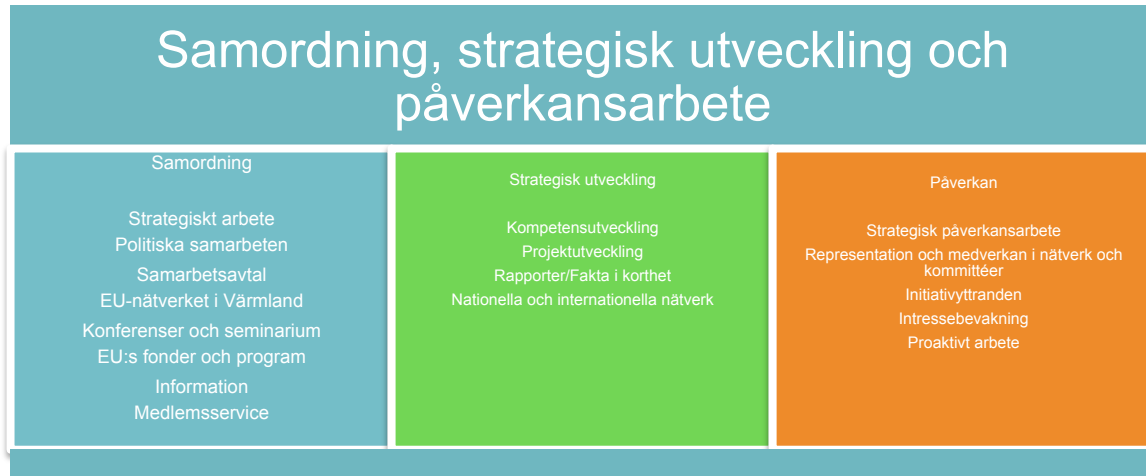 Samordning, strategisk utveckling och
påverkansarbete
Samordning
Strategiskt arbete
Politiska samarbeten
Samarbetsavtal
EU-nätverket i Värmland
Konferenser och seminarium
EU:s fonder och program
Information
Medlemsservice
Strategisk utveckling
Kompetensutveckling
Projektutveckling
Rapporter/Fakta i korthet
Nationella och internationella nätverk
Påverkan
Strategisk påverkansarbete
Representation och medverkan i nätverk och
kommittéer
Initiativyttranden
Intressebevakning
Proaktivt arbete